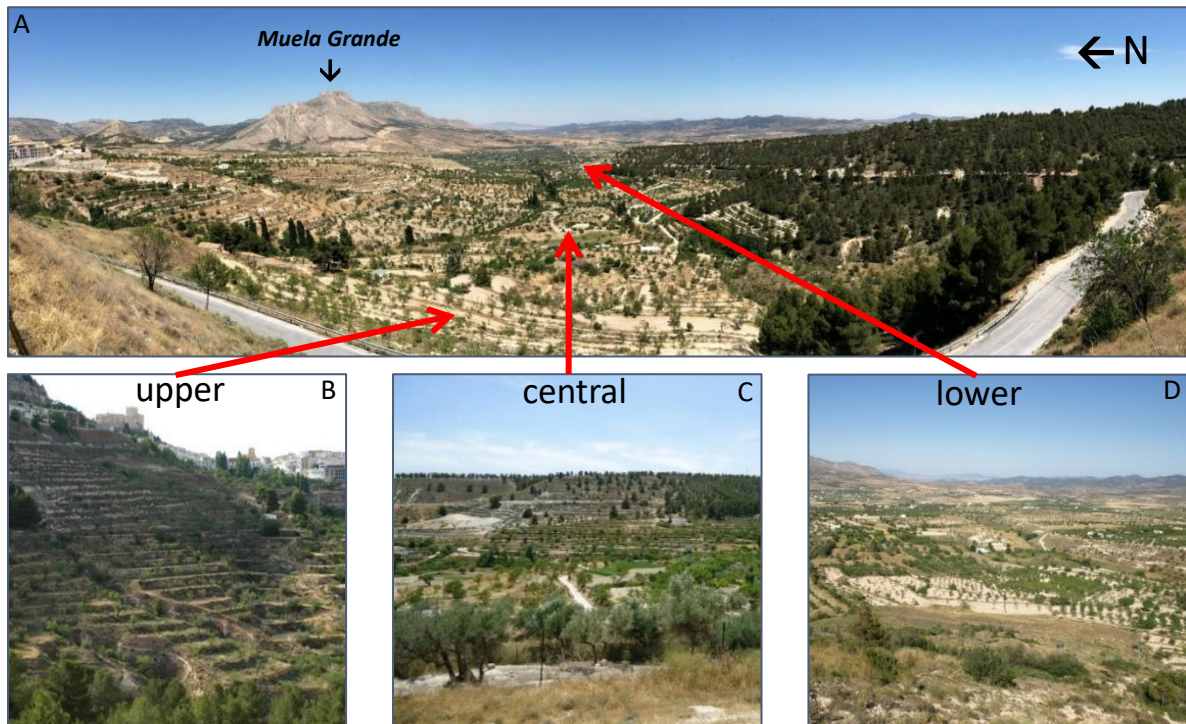 A
Muela Grande
↓
← N
upper
B
central
C
lower
D